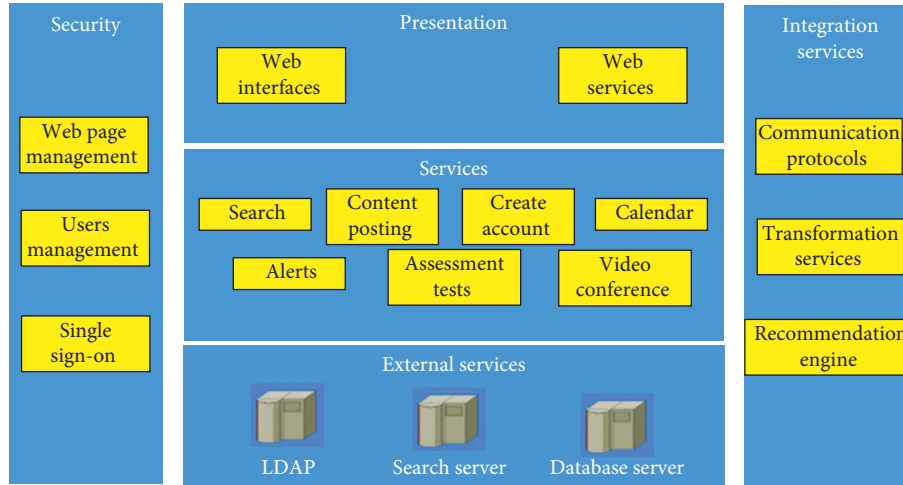 Security
Web page
management
Users
management
Single
sign-on
Presentation
Web
interfaces
Web
services
Services
Search
Content
posting
Create
account
Calendar
Alerts
Assessment
tests
Video
conference
External services
LDAP
Search server
Database server
Integration
services
Communication
protocols
Transformation
services
Recommendation
engine